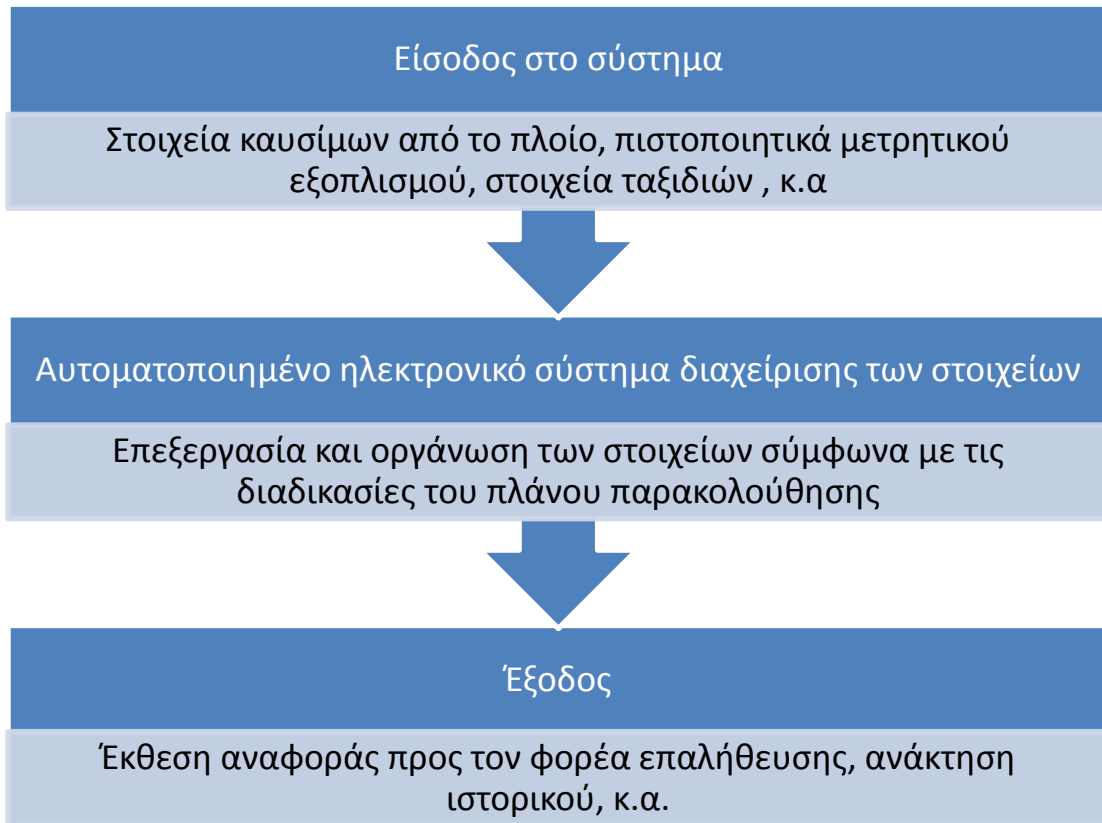 Είσοδος στο σύστημα
Στοιχεία καυσίμων από το πλοίο, πιστοποιητικά μετρητικού
εξοπλισμού, στοιχεία ταξιδιών , κ.α
Αυτοματοποιημένο ηλεκτρονικό σύστημα διαχείρισης των στοιχείων
Επεξεργασία και οργάνωση των στοιχείων σύμφωνα με τις
διαδικασίες του πλάνου παρακολούθησης
Έξοδος
Έκθεση αναφοράς προς τον φορέα επαλήθευσης, ανάκτηση
ιστορικού, κ.α.